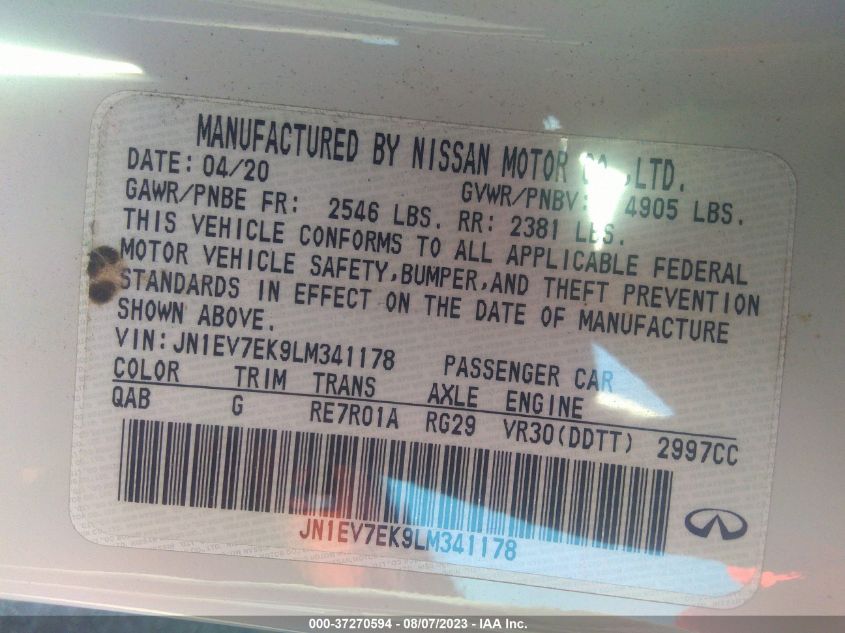 MANUFACTURED BY NISSAN MOTOR CO.,LTD.
DATE: 04/20 GVWR/PNBV: 4905 LBS.
GAWR/PNBE FR: 2546 LBS. RR: 2381 LBS.
THIS VEHICLE CONFORMS TO ALL APPLICABLE FEDERAL
MOTOR VEHICLE SAFETY,BUMPER,AND THEFT PREVENTION
STANDARDS IN EFFECT ON THE DATE OF MANUFACTURE
SHOWN ABOVE.
VIN:JN1EV7EK9LM341178 PASSENGER CAR
COLOR TRIM TRANS AXLE ENGINE
QAB G RE7R01A RG29 VR30(DDTT) 2997CC
JN1EV7EK9LM341178
000-37270594 - 08/07/2023 - IAA Inc.